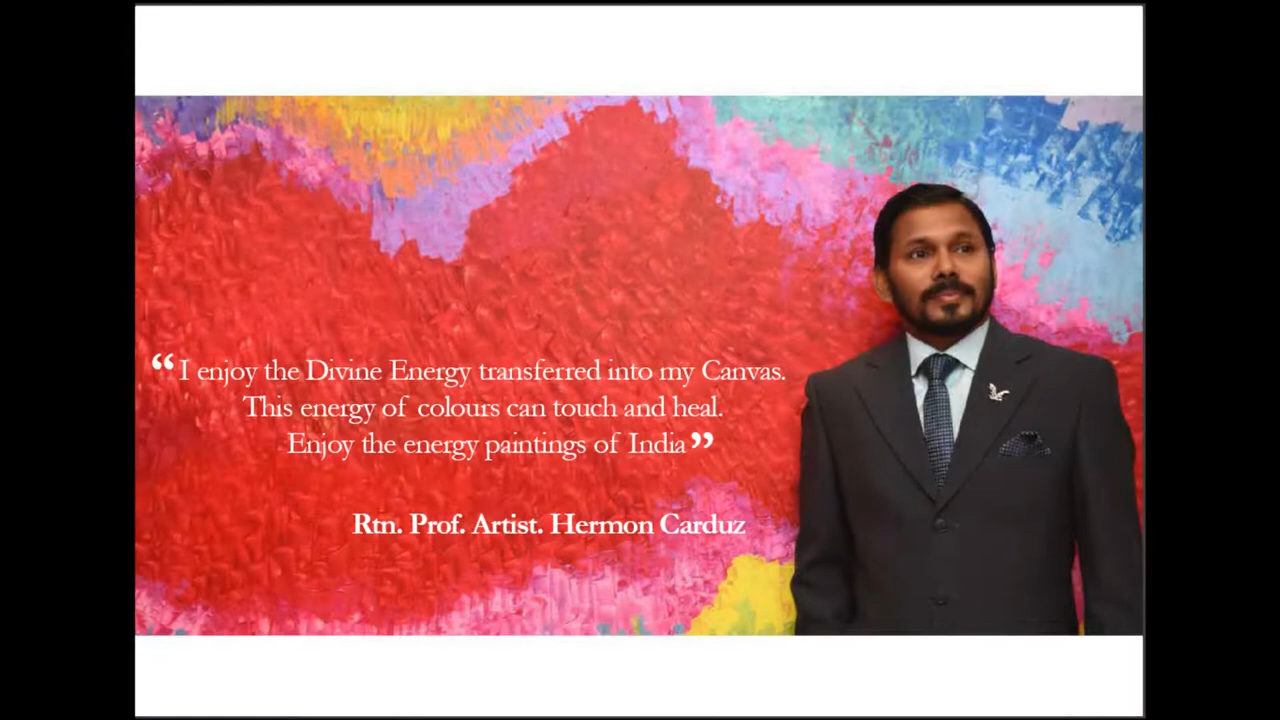 “I enjoy the Divine Energy transferred into my Canvas.
This energy of colours can touch and heal.
Enjoy the energy paintings of India”
Rtn. Prof. Artist. Hermon Carduz